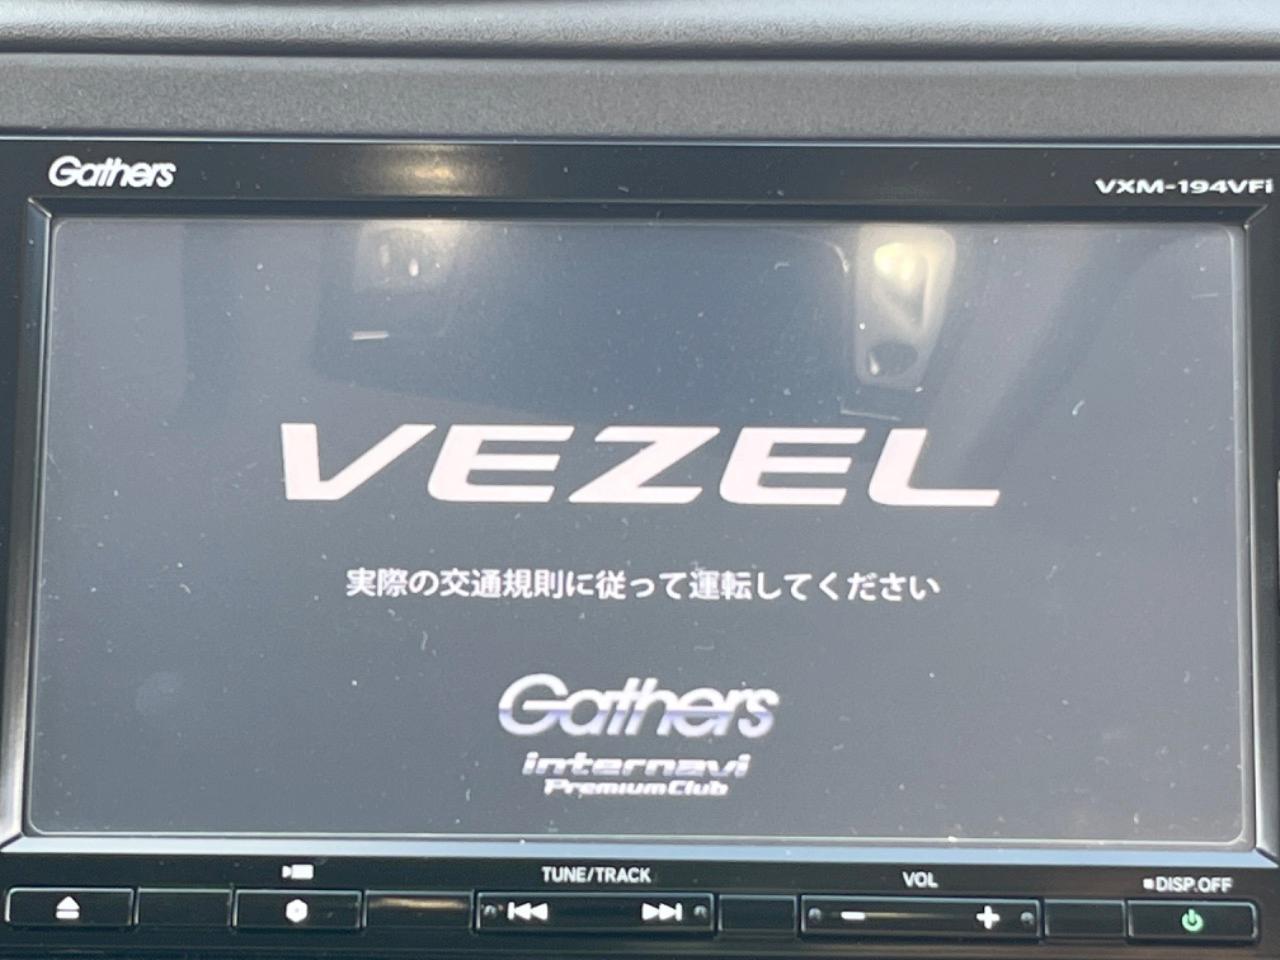 Gathers
VXM-194VFi
VEZEL
実際の交通規則に従って運転してください
Gathers
internavi
PremiumClub
TUNE/TRACK
VOL
DISP.OFF